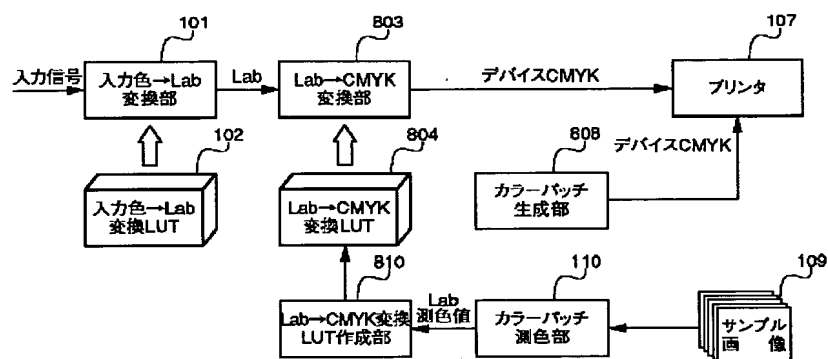 101
803
107
入力信号
入力色→Lab
変換部
Lab
Lab→CMYK
変換部
デバイスCMYK
プリンタ
102
804
808
デバイスCMYK
入力色→Lab
変換LUT
Lab→CMYK
変換LUT
カラーパッチ
生成部
810
110
109
Lab→CMYK変換
LUT作成部
Lab
測色値
カラーパッチ
測色部
サンプル
画 像